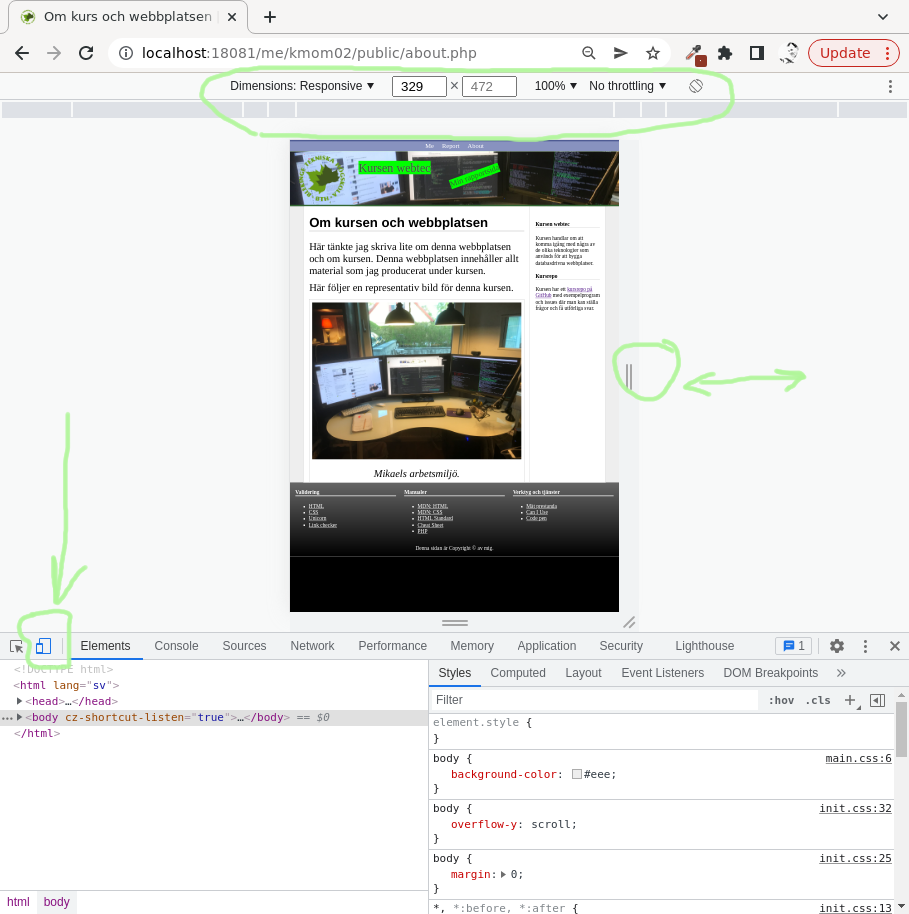 Om kurs och webbplatsen
localhost:18081/me/kmom02/public/about.php
Update
Dimensions: Responsive 329 × 472 100% No throttling
Me Report About
Kursen webtec
Min rapportsida
Om kursen och webbplatsen
Här tänkte jag skriva lite om denna webbplatsen
och om kursen. Denna webbplatsen innehåller allt
material som jag producerat under kursen.
Här följer en representativ bild för denna kursen.
Mikaels arbetsmiljö.
Kursen webtec
Kursen handlar om att
komma igång med några av
de olika teknologier som
används för att bygga
databasdrivna webbplatser.
Kursrepo
Kursen har ett kursrepo på
GitHub med exempelprogram
och issues där man kan ställa
frågor och få utförliga svar.
Validering
HTML
CSS
Unicorn
Link checker
Manualer
MDN: HTML
MDN: CSS
HTML Standard
Cheat Sheet
PHP
Verktyg och tjänster
Min prestanda
Can I Use
Code pen
Denna sidan är Copyright © av mig.
Elements Console Sources Network Performance Memory Application Security Lighthouse 1
<!DOCTYPE html>
<html lang="sv">
<head>…</head>
<body cz-shortcut-listen="true">…</body> == $0
</html>
html body
Styles Computed Layout Event Listeners DOM Breakpoints
Filter :hov .cls
element.style {
}
body { main.css:6
background-color: #eee;
}
body { init.css:32
overflow-y: scroll;
}
body { init.css:25
margin: 0;
}
*, *:before, *:after { init.css:13